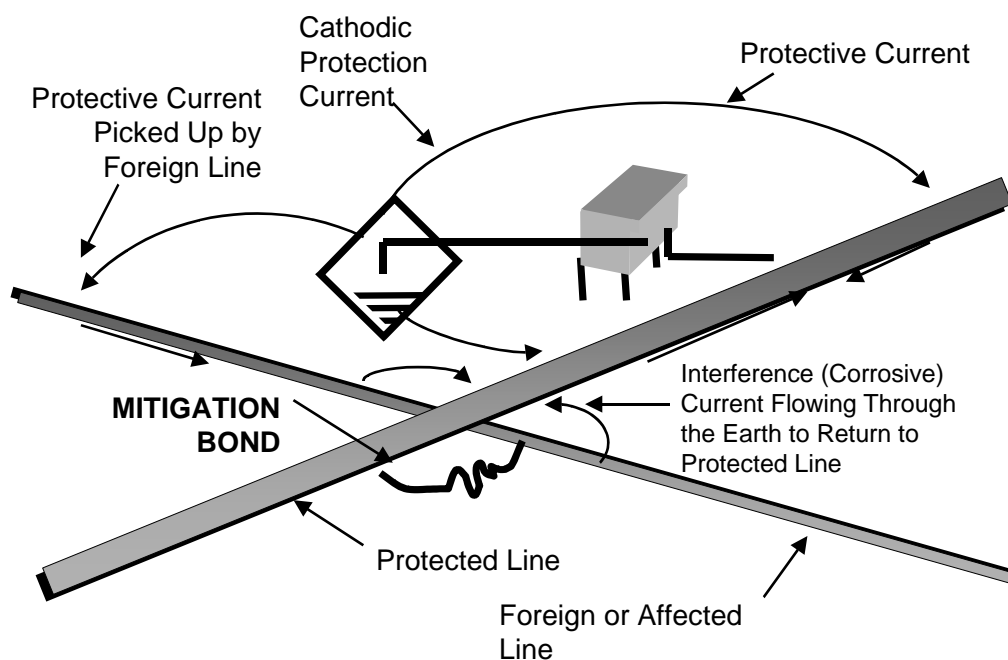 Cathodic
Protection
Current
Protective Current
Protective Current
Picked Up by
Foreign Line
MITIGATION
BOND
Interference (Corrosive)
Current Flowing Through
the Earth to Return to
Protected Line
Protected Line
Foreign or Affected
Line